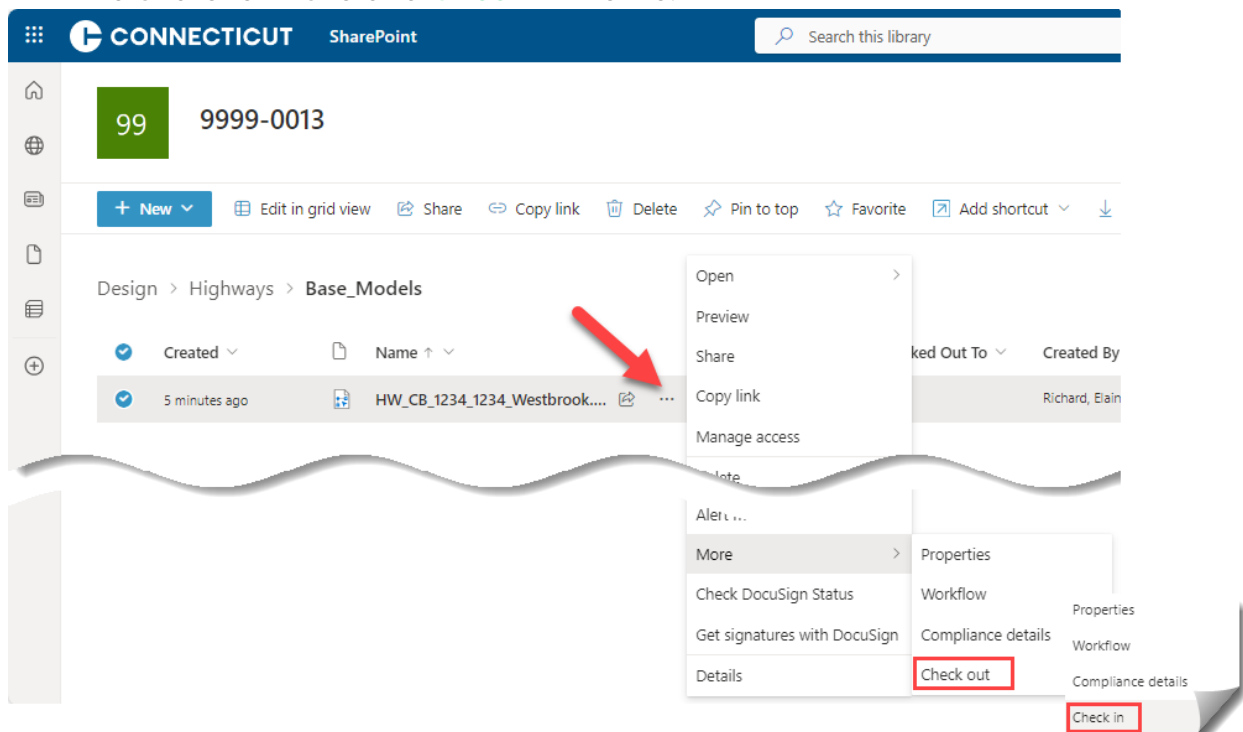 CONNECTICUT SharePoint Search this library
99 9999-0013
+ New Edit in grid view Share Copy link Delete Pin to top Favorite Add shortcut
Design > Highways > Base_Models
Created Name ↑ ked Out To Created By
5 minutes ago HW_CB_1234_1234_Westbrook.... ... Richard, Elain
Open >
Preview
Share
Copy link
Manage access
More >
Check DocuSign Status
Get signatures with DocuSign
Details
Properties
Workflow
Compliance details
Check out
Properties
Workflow
Compliance details
Check in